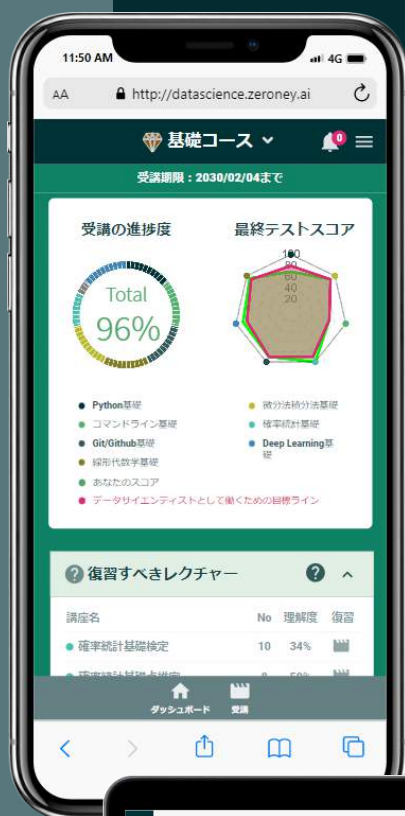 11:50 AM
4G
AA http://datascience.zeroney.ai
基礎コース
0
受講期限：2030/02/04まで
受講の進捗度
最終テストスコア
Total
96%
100
80
60
40
20
Python基礎
コマンドライン基礎
Git/Github基礎
線形代数学基礎
あなたのスコア
データサイエンティストとして働くための目標ライン
微分法積分法基礎
確率統計基礎
Deep Learning基
礎
? 復習すべきレクチャー ?
講座名 No 理解度 復習
確率統計基礎検定 10 34%
ダッシュボード 受講